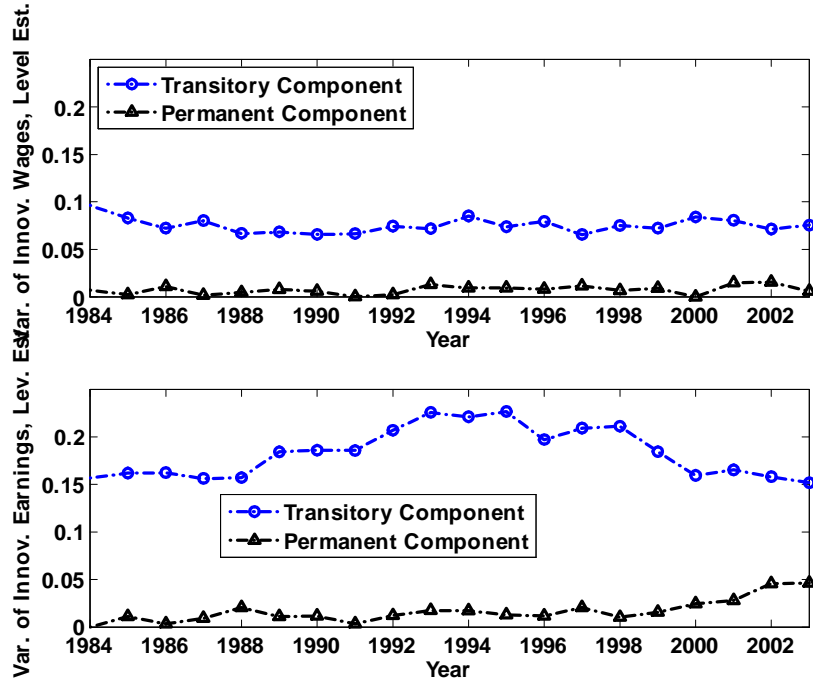 Var. of Innov. Wages, Level Est.
Transitory Component
Permanent Component
0.2
0.15
0.1
0.05
0
1984 1986 1988 1990 1992 1994 1996 1998 2000 2002
Year
Var. of Innov. Earnings, Lev. Est.
0.2
0.15
Transitory Component
Permanent Component
0.1
0.05
0
1984 1986 1988 1990 1992 1994 1996 1998 2000 2002
Year